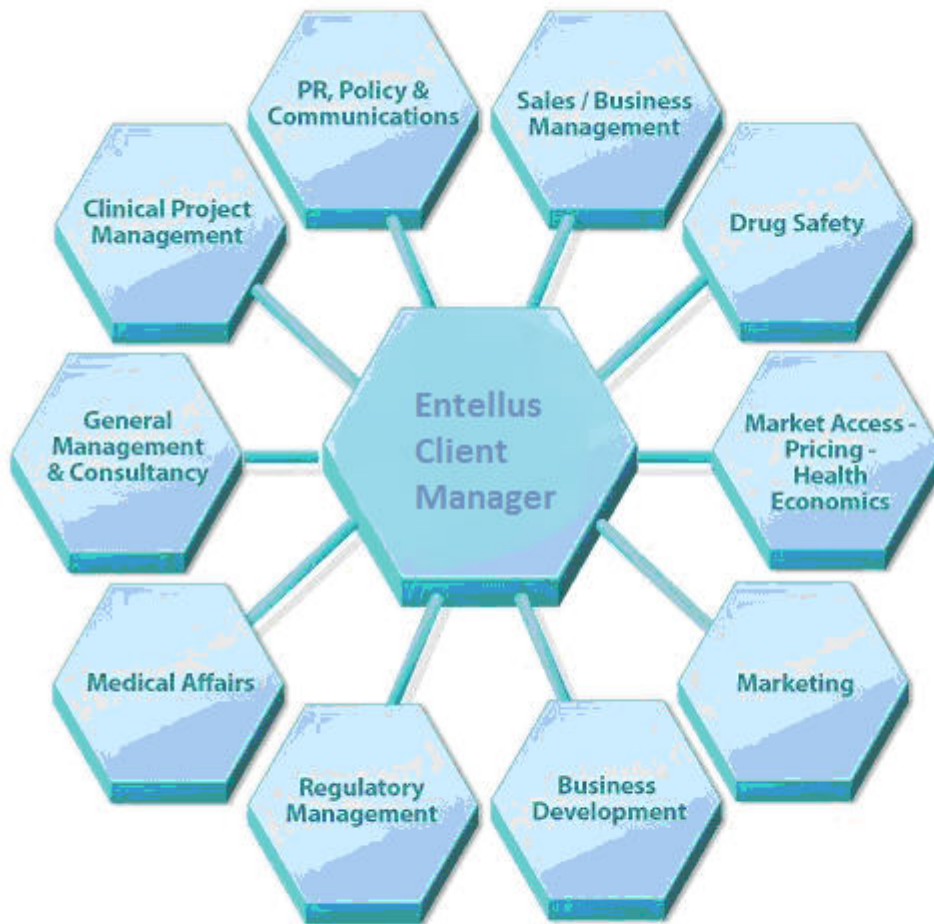 PR, Policy &
Communications
Sales / Business
Management
Clinical Project
Management
Drug Safety
General
Management
& Consultancy
Entellus
Client
Manager
Market Access -
Pricing -
Health
Economics
Medical Affairs
Marketing
Regulatory
Management
Business
Development